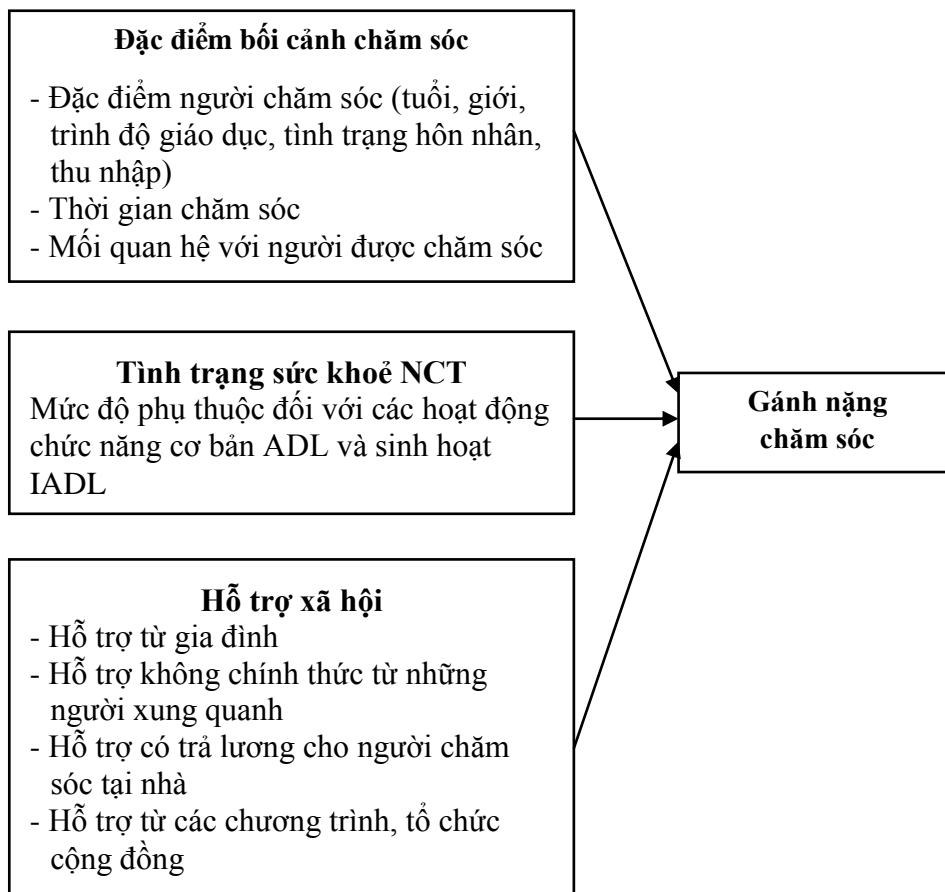 Đặc điểm bối cảnh chăm sóc
- Đặc điểm người chăm sóc (tuổi, giới,
trình độ giáo dục, tình trạng hôn nhân,
thu nhập)
- Thời gian chăm sóc
- Mối quan hệ với người được chăm sóc
Tình trạng sức khoẻ NCT
Mức độ phụ thuộc đối với các hoạt động
chức năng cơ bản ADL và sinh hoạt
IADL
Gánh nặng
chăm sóc
Hỗ trợ xã hội
- Hỗ trợ từ gia đình
- Hỗ trợ không chính thức từ những
người xung quanh
- Hỗ trợ có trả lương cho người chăm
sóc tại nhà
- Hỗ trợ từ các chương trình, tổ chức
cộng đồng